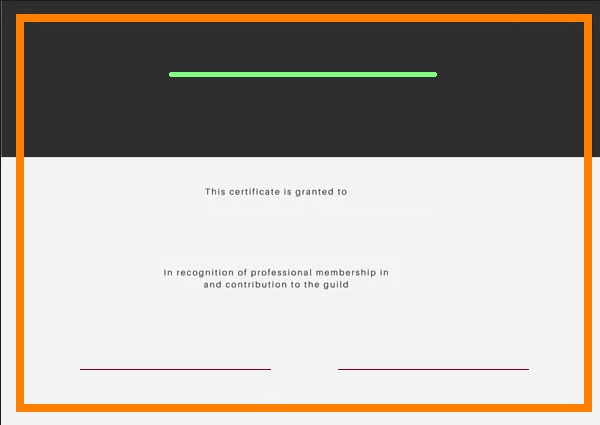 This certificate is granted to
In recognition of professional membership in
and contribution to the guild